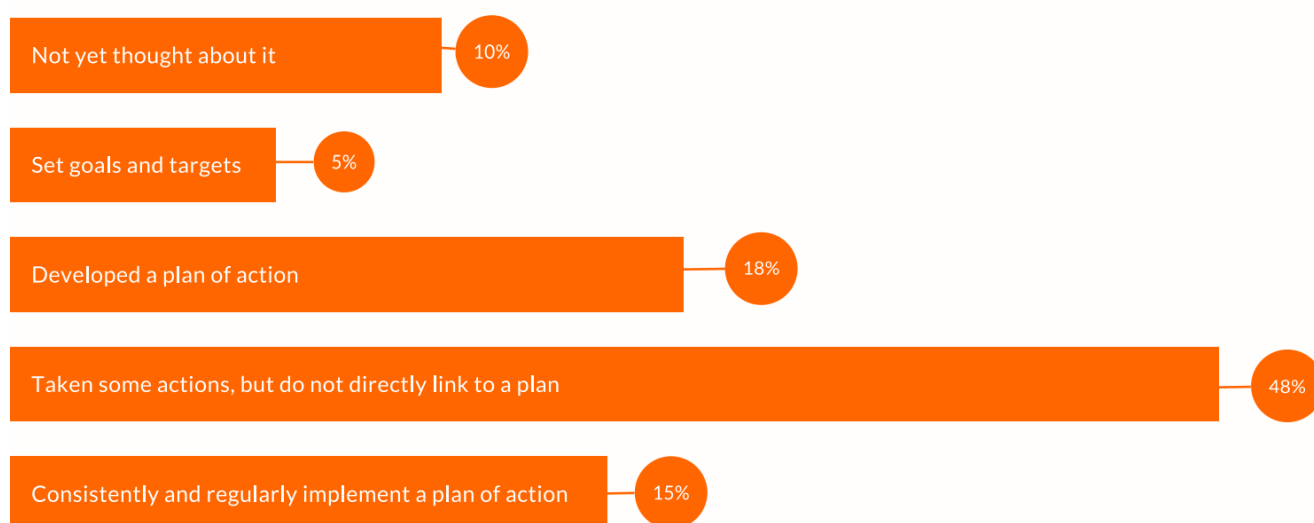 Not yet thought about it
10%
Set goals and targets
5%
Developed a plan of action
18%
Taken some actions, but do not directly link to a plan
48%
Consistently and regularly implement a plan of action
15%